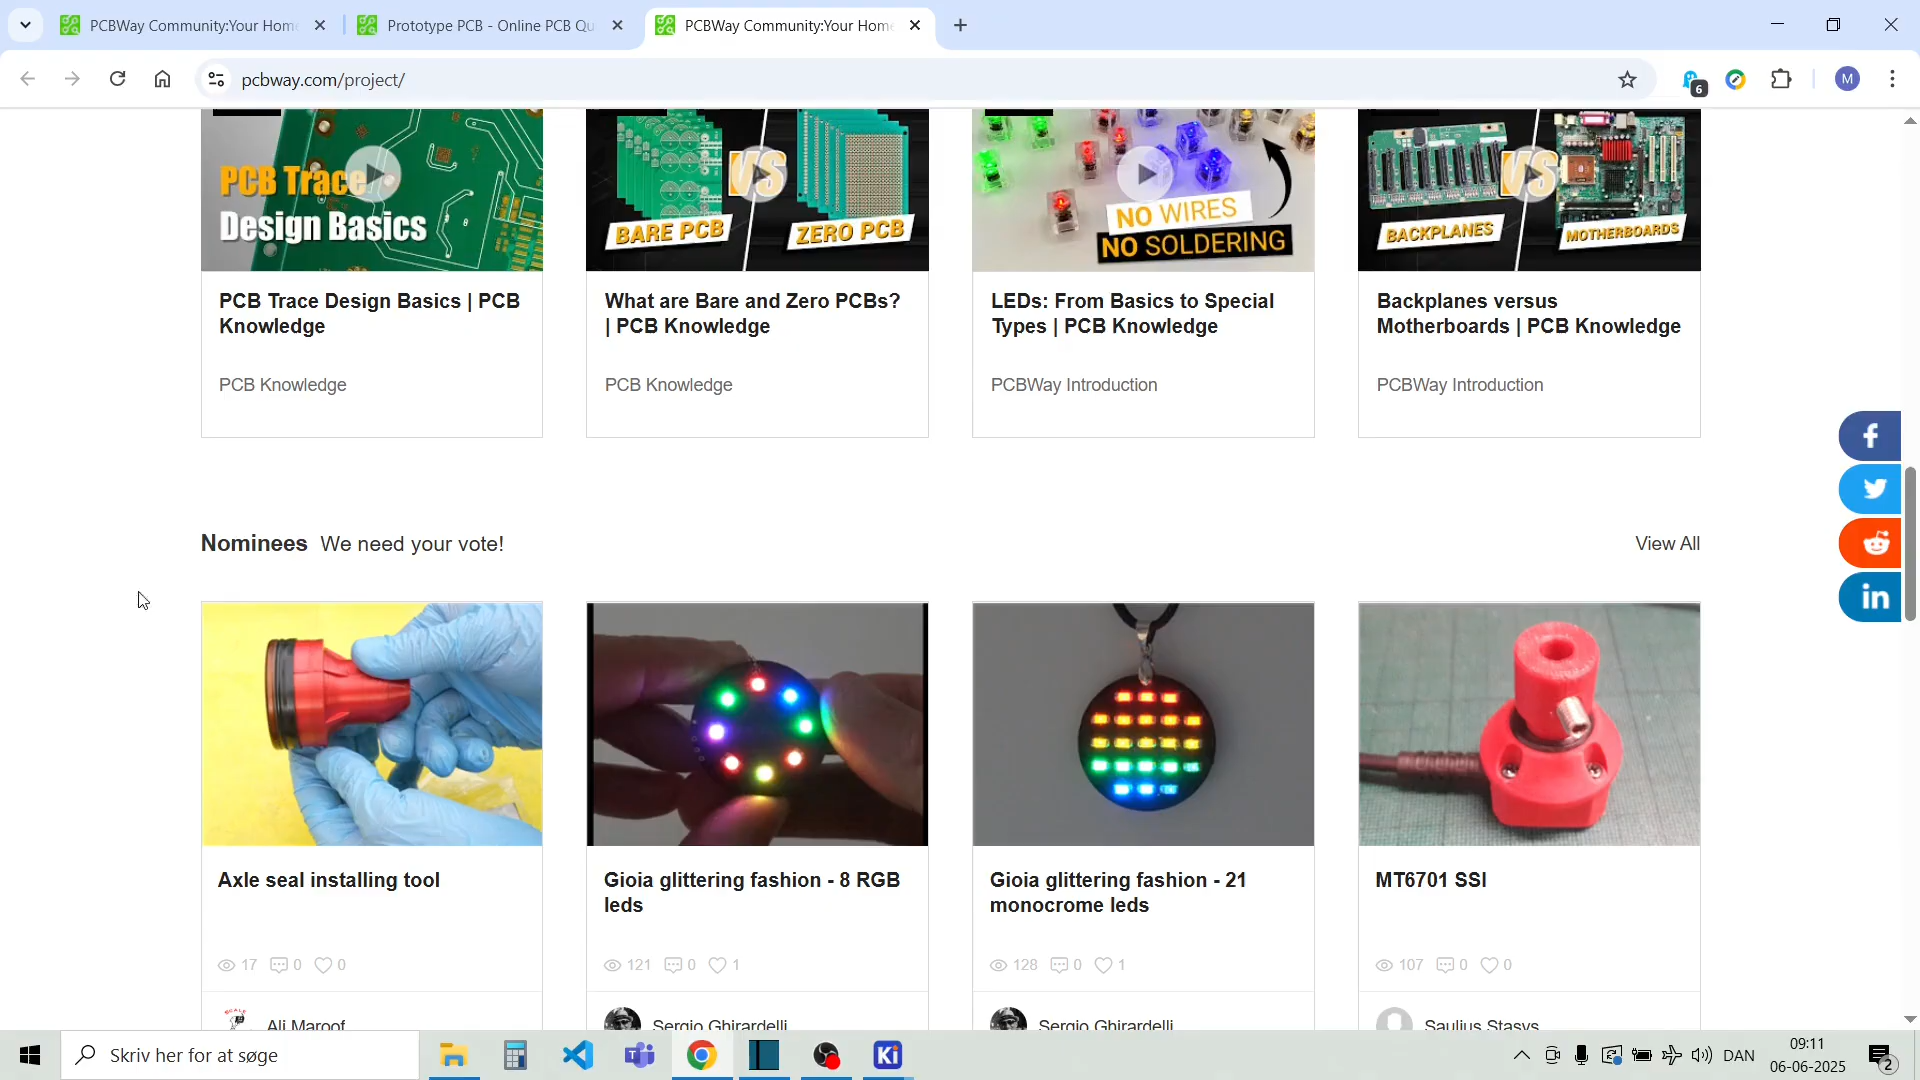 PCBWay Community:Your Home
Prototype PCB - Online PCB Qu
PCBWay Community:Your Home
pcbway.com/project/
6
M
PCB Trace
Design Basics
VS
BARE PCB
ZERO PCB
NO WIRES
NO SOLDERING
VS
BACKPLANES
MOTHERBOARDS
PCB Trace Design Basics | PCB
Knowledge
What are Bare and Zero PCBs?
| PCB Knowledge
LEDs: From Basics to Special
Types | PCB Knowledge
Backplanes versus
Motherboards | PCB Knowledge
PCB Knowledge
PCB Knowledge
PCBWay Introduction
PCBWay Introduction
Nominees We need your vote!
View All
Axle seal installing tool
Gioia glittering fashion - 8 RGB
leds
Gioia glittering fashion - 21
monocrome leds
MT6701 SSI
17 0 0
121 0 1
128 0 1
107 0 0
Ali Maroof
Sergio Ghirardelli
Sergio Ghirardelli
Saulius Stasys
Skriv her for at søge
Ki
DAN
09:11
06-06-2025
2